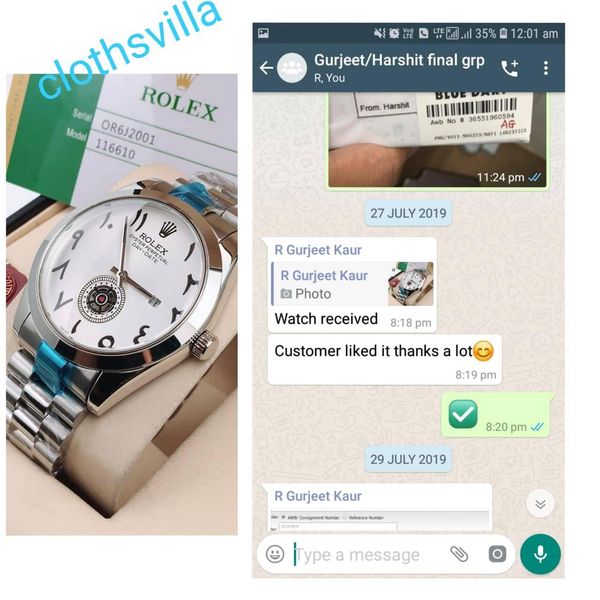 clothsvilla
ROLEX
Serial OR6J2001
Model 116610
ROLEX
OYSTER PERPETUAL
DAY-DATE
LTE 35% 12:01 am
Gurjeet/Harshit final grp
R, You
BLUE DART
From. Harshit
Awb No # 36551960594
AG
11:24 pm
27 JULY 2019
R Gurjeet Kaur
R Gurjeet Kaur
Photo
Watch received 8:18 pm
Customer liked it thanks a lot😊
8:19 pm
✅
8:20 pm
29 JULY 2019
R Gurjeet Kaur
AWB/ Consignment Number Reference Number
Type a message